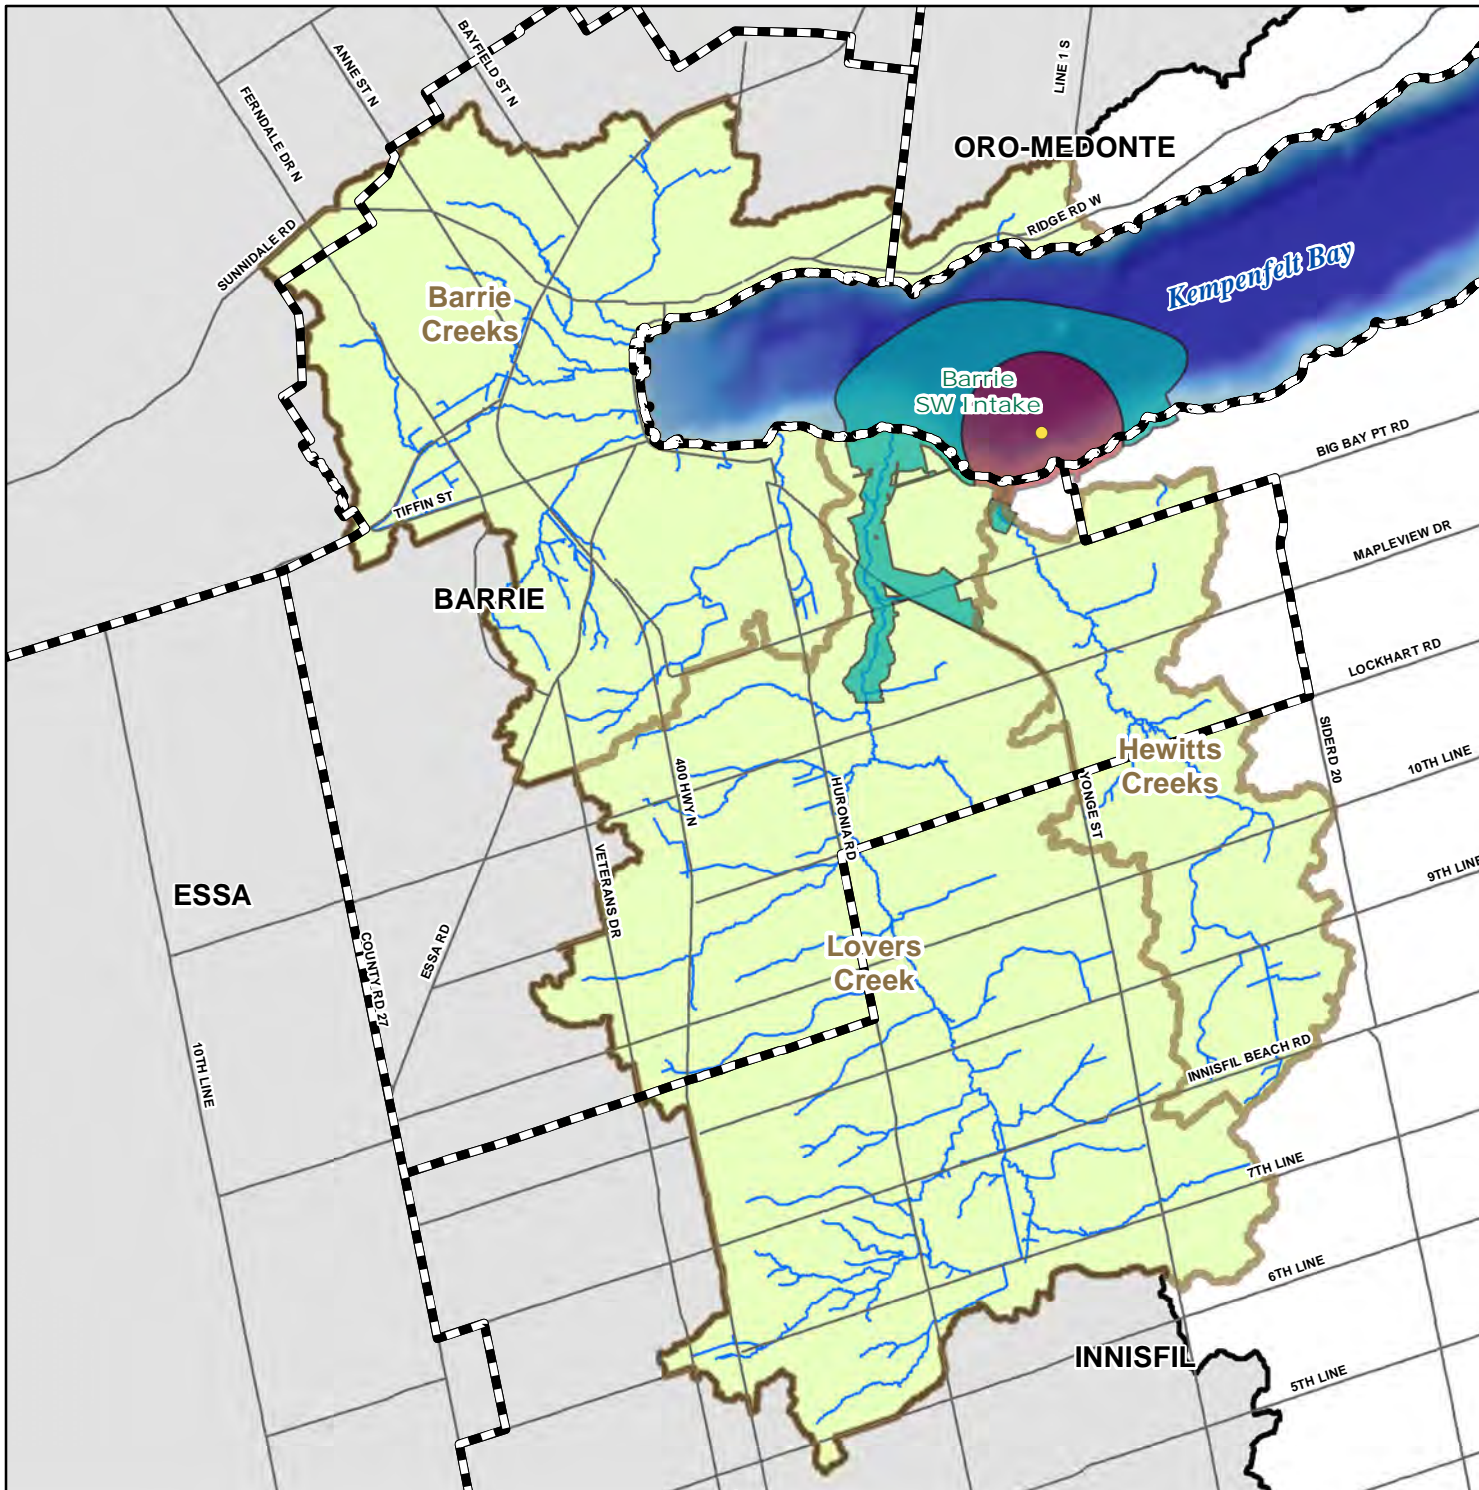 BAYFIELD ST N
ANNE ST N
FERNDALE DR N
LINE 1 S
ORO-MEDONTE
RIDGE RD W
SUNNIDALE RD
Kempenfelt Bay
Barrie
Creeks
Barrie
SW Intake
BIG BAY PT RD
TIFFIN ST
MAPLEVIEW DR
BARRIE
LOCKHART RD
SIDERD 20
Hewitts
Creeks
10TH LINE
400 HWY N
HURONIA RD
YONGE ST
VETERANS DR
9TH LINE
ESSA
ESSA RD
COUNTY RD 27
Lovers
Creek
10TH LINE
INNISFIL BEACH RD
7TH LINE
6TH LINE
INNISFIL
5TH LINE